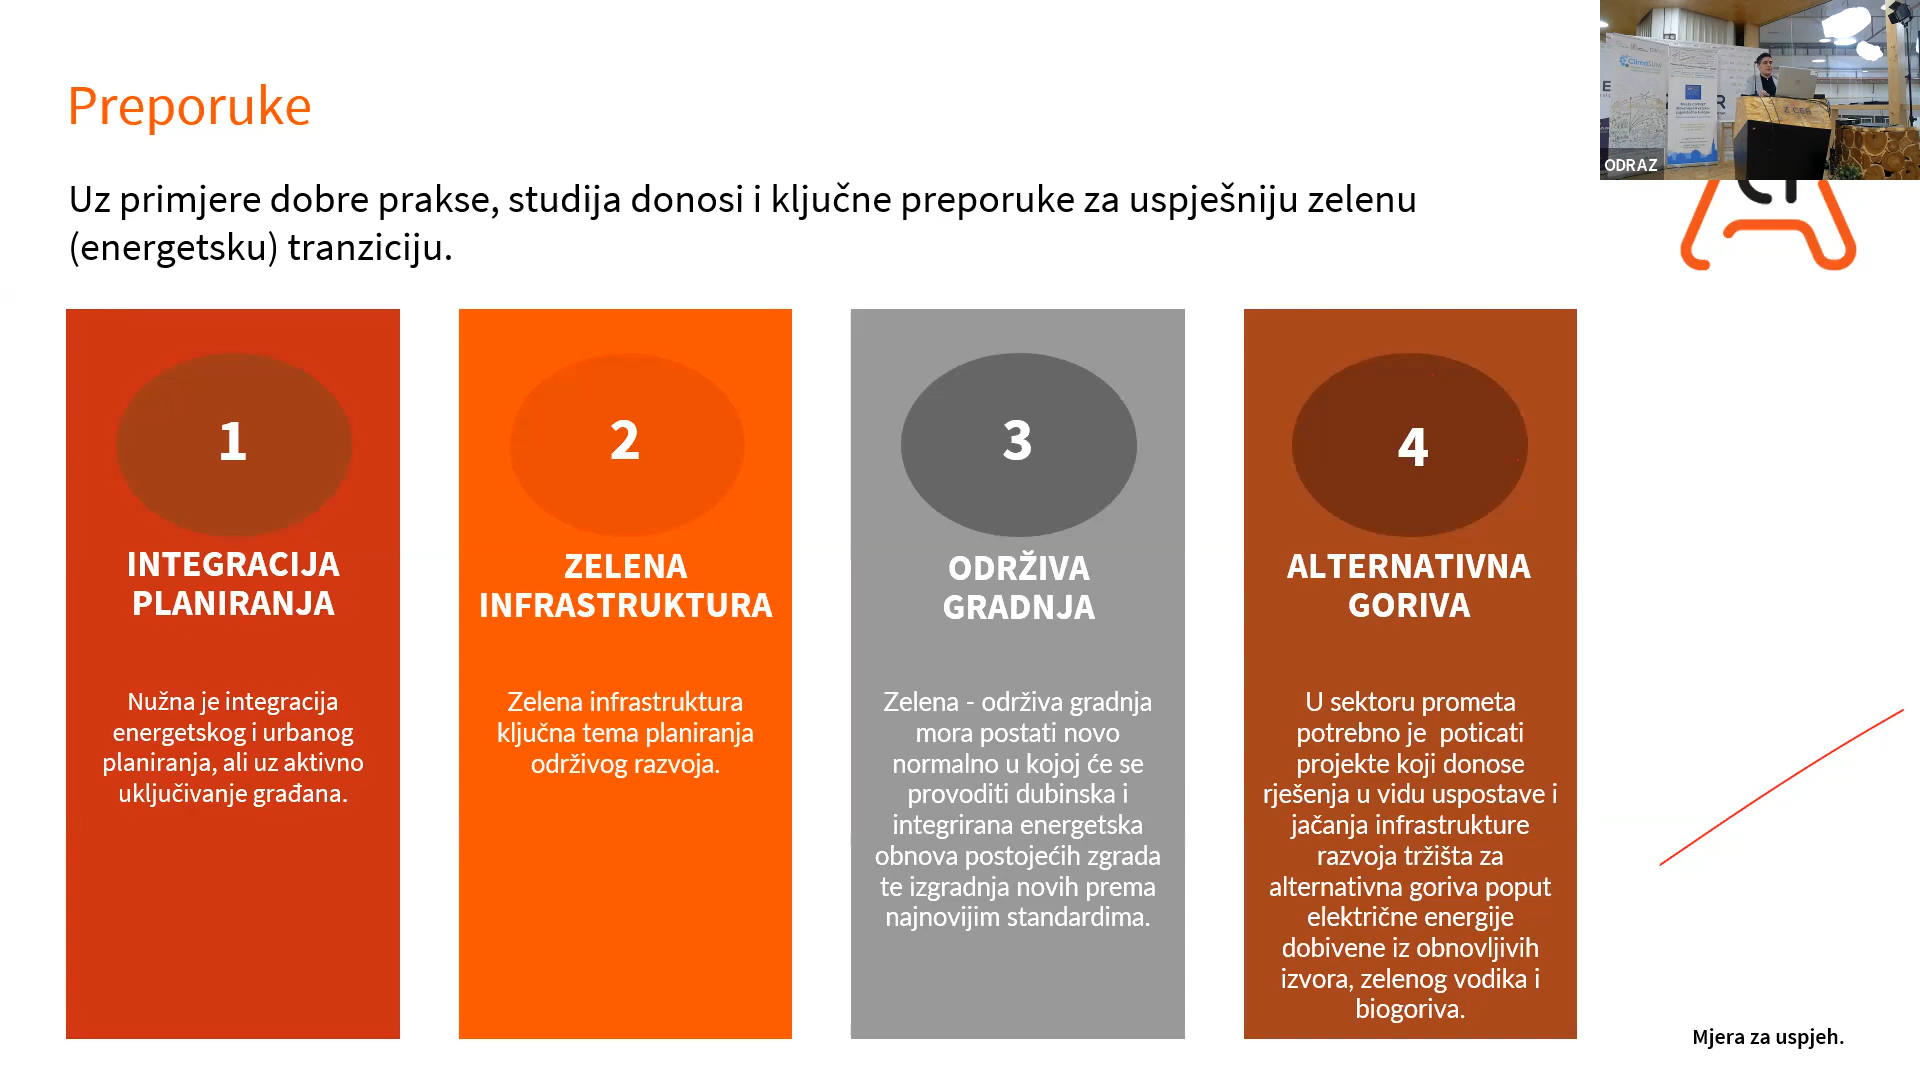 Preporuke
Uz primjere dobre prakse, studija donosi i ključne preporuke za uspješniju zelenu
(energetsku) tranziciju.
ODRAZ
1
INTEGRACIJA
PLANIRANJA
Nužna je integracija
energetskog i urbanog
planiranja, ali uz aktivno
uključivanje građana.
2
ZELENA
INFRASTRUKTURA
Zelena infrastruktura
ključna tema planiranja
održivog razvoja.
3
ODRŽIVA
GRADNJA
Zelena - održiva gradnja
mora postati novo
normalno u kojoj će se
provoditi dubinska i
integrirana energetska
obnova postojećih zgrada
te izgradnja novih prema
najnovijim standardima.
4
ALTERNATIVNA
GORIVA
U sektoru prometa
potrebno je  poticati
projekte koji donose
rješenja u vidu uspostave i
jačanja infrastrukture
razvoja tržišta za
alternativna goriva poput
električne energije
dobivene iz obnovljivih
izvora, zelenog vodika i
biogoriva.
Mjera za uspjeh.